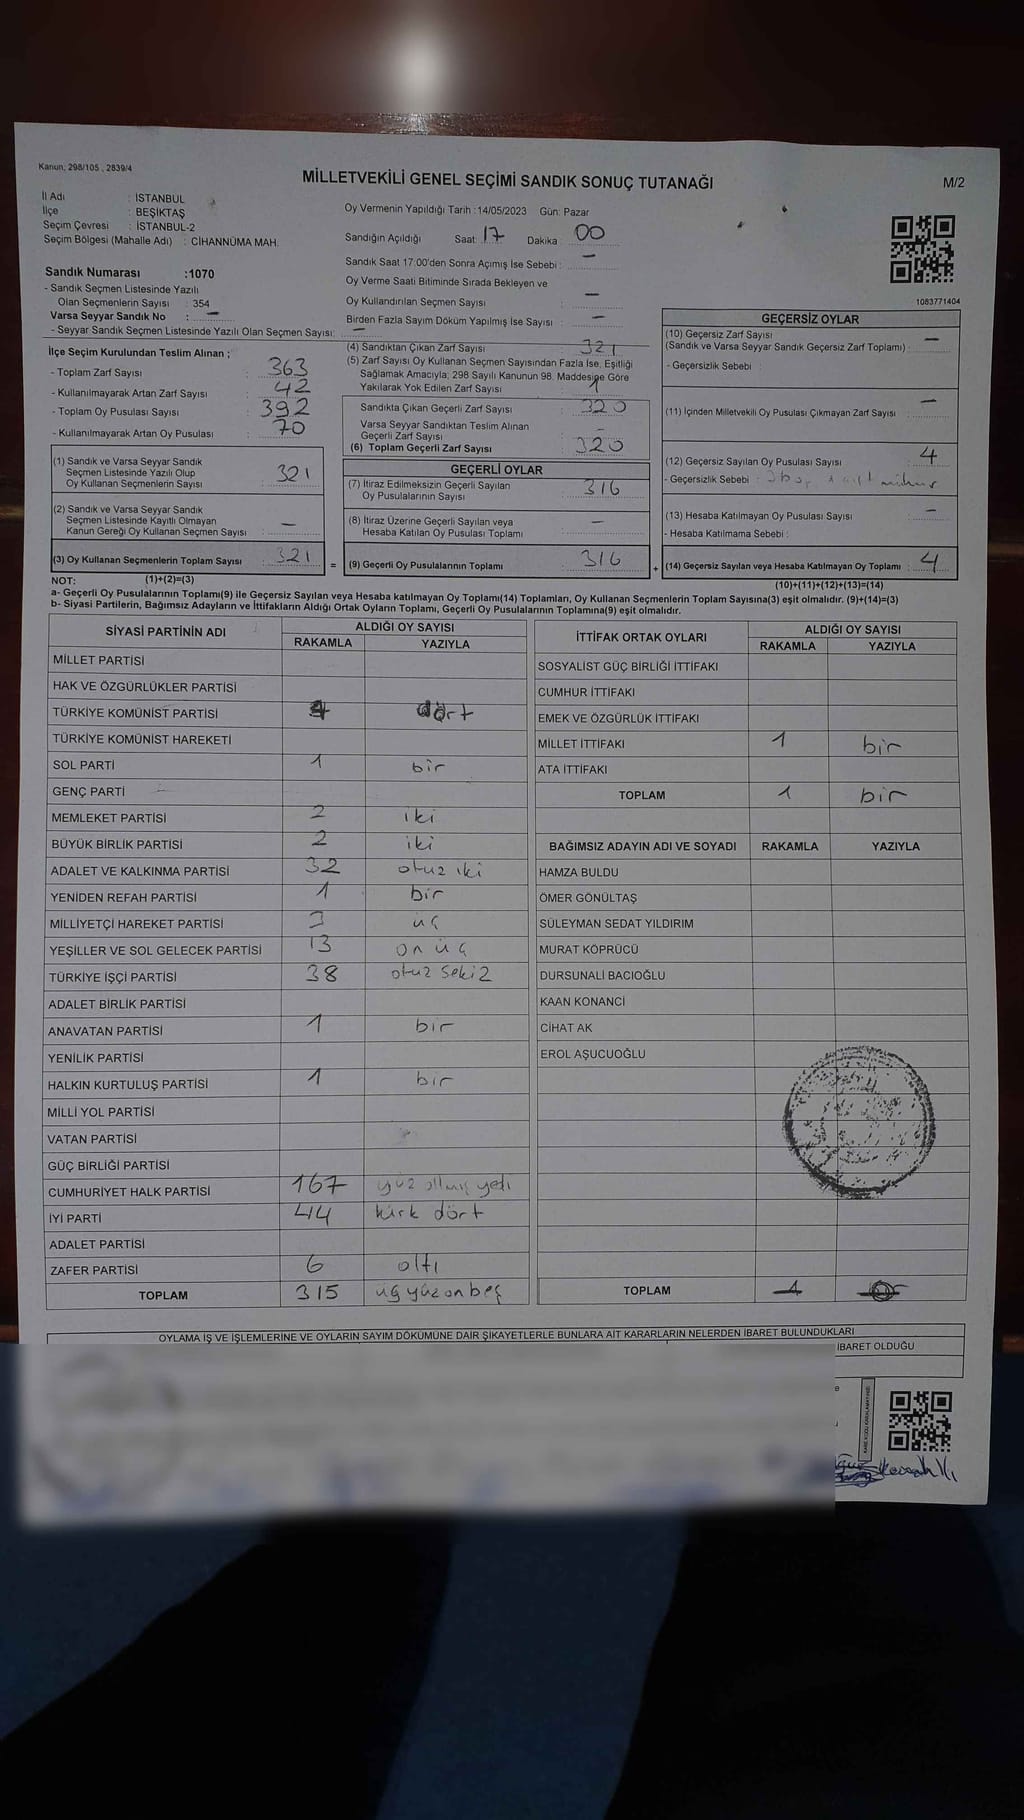 Kanun: 298/105 , 2839/4
MİLLETVEKİLİ GENEL SEÇİMİ SANDIK SONUÇ TUTANAĞI
M/2
İl Adı : İSTANBUL
İlçe : BEŞİKTAŞ
Seçim Çevresi : İSTANBUL-2
Seçim Bölgesi (Mahalle Adı) : CİHANNÜMA MAH.
Oy Vermenin Yapıldığı Tarih :14/05/2023 Gün: Pazar
Sandığın Açıldığı Saat: 17 Dakika : 00
Sandık Saat 17:00'den Sonra Açımış İse Sebebi : —
Oy Verme Saati Bitiminde Sırada Bekleyen ve
Oy Kullandırılan Seçmen Sayısı : —
Birden Fazla Sayım Döküm Yapılmış İse Sayısı : —
Sandık Numarası :1070
- Sandık Seçmen Listesinde Yazılı
Olan Seçmenlerin Sayısı : 354
Varsa Seyyar Sandık No : —
- Seyyar Sandık Seçmen Listesinde Yazılı Olan Seçmen Sayısı: —
1083771404
İlçe Seçim Kurulundan Teslim Alınan ;
- Toplam Zarf Sayısı : 363
- Kullanılmayarak Artan Zarf Sayısı : 42
- Toplam Oy Pusulası Sayısı : 392
- Kullanılmayarak Artan Oy Pusulası : 70
(1) Sandık ve Varsa Seyyar Sandık
Seçmen Listesinde Yazılı Olup
Oy Kullanan Seçmenlerin Sayısı : 321
(2) Sandık ve Varsa Seyyar Sandık
Seçmen Listesinde Kayıtlı Olmayan
Kanun Gereği Oy Kullanan Seçmen Sayısı : —
(3) Oy Kullanan Seçmenlerin Toplam Sayısı : 321
=
(4) Sandıktan Çıkan Zarf Sayısı : 321
(5) Zarf Sayısı Oy Kullanan Seçmen Sayısından Fazla İse, Eşitliği
Sağlamak Amacıyla; 298 Sayılı Kanunun 98. Maddesine Göre
Yakılarak Yok Edilen Zarf Sayısı : 1
Sandıkta Çıkan Geçerli Zarf Sayısı : 320
Varsa Seyyar Sandıktan Teslim Alınan
Geçerli Zarf Sayısı : —
(6) Toplam Geçerli Zarf Sayısı : 320
GEÇERLİ OYLAR
(7) İtiraz Edilmeksizin Geçerli Sayılan
Oy Pusulalarının Sayısı : 316
(8) İtiraz Üzerine Geçerli Sayılan veya
Hesaba Katılan Oy Pusulası Toplamı : —
(9) Geçerli Oy Pusulalarının Toplamı : 316
+
GEÇERSİZ OYLAR
(10) Geçersiz Zarf Sayısı
(Sandık ve Varsa Seyyar Sandık Geçersiz Zarf Toplamı) : —
- Geçersizlik Sebebi :
(11) İçinden Milletvekili Oy Pusulası Çıkmayan Zarf Sayısı : —
(12) Geçersiz Sayılan Oy Pusulası Sayısı : 4
- Geçersizlik Sebebi : 3 boş 1 çift mühür
(13) Hesaba Katılmayan Oy Pusulası Sayısı : —
- Hesaba Katılmama Sebebi :
(14) Geçersiz Sayılan veya Hesaba Katılmayan Oy Toplamı : 4
NOT: (1)+(2)=(3)
(10)+(11)+(12)+(13)=(14)
a- Geçerli Oy Pusulalarının Toplamı(9) ile Geçersiz Sayılan veya Hesaba katılmayan Oy Toplamı(14) Toplamları, Oy Kullanan Seçmenlerin Toplam Sayısına(3) eşit olmalıdır. (9)+(14)=(3)
b- Siyasi Partilerin, Bağımsız Adayların ve İttifakların Aldığı Ortak Oyların Toplamı, Geçerli Oy Pusulalarının Toplamına(9) eşit olmalıdır.
SİYASİ PARTİNİN ADI ALDIĞI OY SAYISI
RAKAMLA YAZIYLA
MİLLET PARTİSİ
HAK VE ÖZGÜRLÜKLER PARTİSİ
TÜRKİYE KOMÜNİST PARTİSİ 4 dört
TÜRKİYE KOMÜNİST HAREKETİ
SOL PARTİ 1 bir
GENÇ PARTİ
MEMLEKET PARTİSİ 2 iki
BÜYÜK BİRLİK PARTİSİ 2 iki
ADALET VE KALKINMA PARTİSİ 32 otuz iki
YENİDEN REFAH PARTİSİ 1 bir
MİLLİYETÇİ HAREKET PARTİSİ 3 üç
YEŞİLLER VE SOL GELECEK PARTİSİ 13 on üç
TÜRKİYE İŞÇİ PARTİSİ 38 otuz sekiz
ADALET BİRLİK PARTİSİ
ANAVATAN PARTİSİ 1 bir
YENİLİK PARTİSİ
HALKIN KURTULUŞ PARTİSİ 1 bir
MİLLİ YOL PARTİSİ
VATAN PARTİSİ
GÜÇ BİRLİĞİ PARTİSİ
CUMHURİYET HALK PARTİSİ 167 yüz altmış yedi
İYİ PARTİ 44 kırk dört
ADALET PARTİSİ
ZAFER PARTİSİ 6 altı
TOPLAM 315 üç yüz on beş
İTTİFAK ORTAK OYLARI ALDIĞI OY SAYISI
RAKAMLA YAZIYLA
SOSYALİST GÜÇ BİRLİĞİ İTTİFAKI
CUMHUR İTTİFAKI
EMEK VE ÖZGÜRLÜK İTTİFAKI
MİLLET İTTİFAKI 1 bir
ATA İTTİFAKI
TOPLAM 1 bir
BAĞIMSIZ ADAYIN ADI VE SOYADI RAKAMLA YAZIYLA
HAMZA BULDU
ÖMER GÖNÜLTAŞ
SÜLEYMAN SEDAT YILDIRIM
MURAT KÖPRÜCÜ
DURSUNALİ BACIOĞLU
KAAN KONANCİ
CİHAT AK
EROL AŞUCUOĞLU
TOPLAM 1
OYLAMA İŞ VE İŞLEMLERİNE VE OYLARIN SAYIM DÖKÜMÜNE DAİR ŞİKAYETLERLE BUNLARA AİT KARARLARIN NELERDEN İBARET BULUNDUKLARI
İBARET OLDUĞU